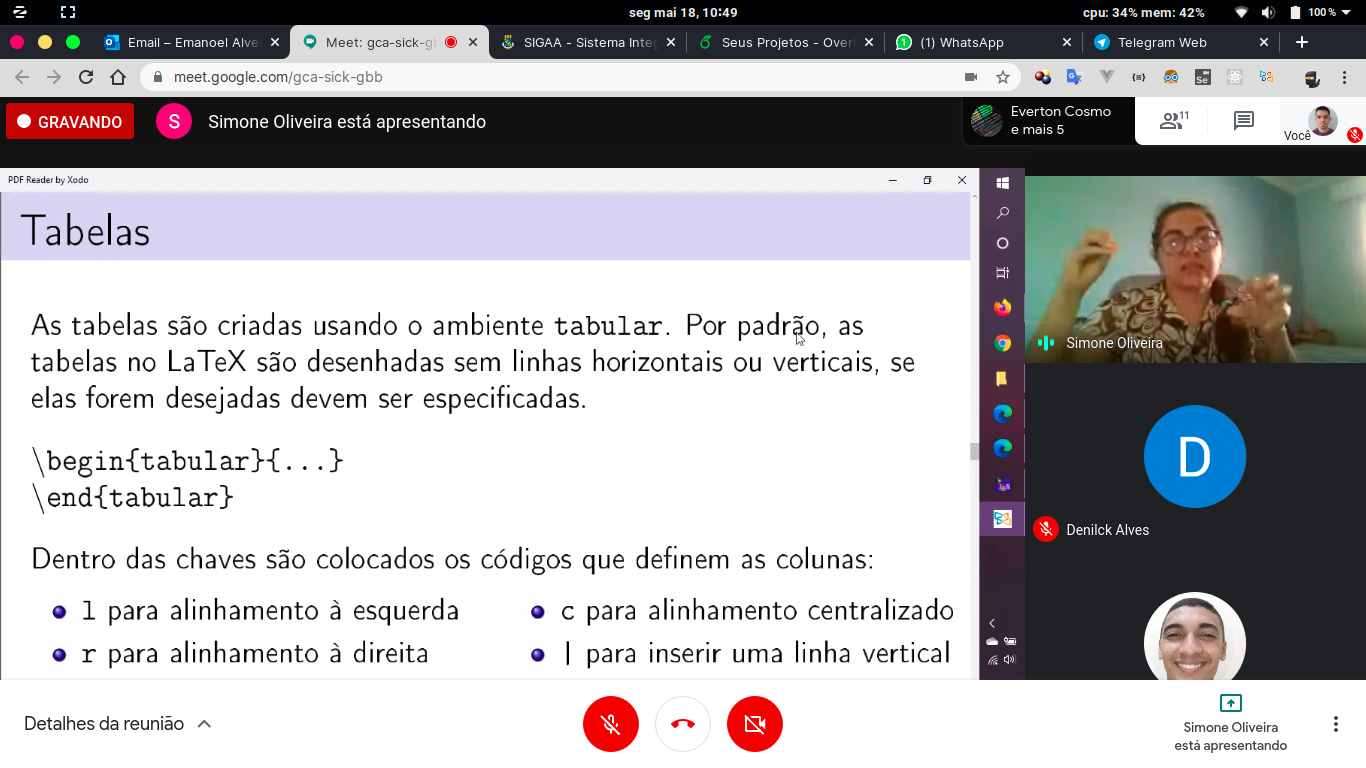 seg mai 18, 10:49
cpu: 34% mem: 42%
100%
Email – Emanoel Alve
Meet: gca-sick-gb
SIGAA - Sistema Integ
Seus Projetos - Over
(1) WhatsApp
Telegram Web
meet.google.com/gca-sick-gbb
GRAVANDO
S
Simone Oliveira está apresentando
Everton Cosmo
e mais 5
11
Você
PDF Reader by Xodo
Tabelas
As tabelas são criadas usando o ambiente tabular. Por padrão, as
tabelas no LaTeX são desenhadas sem linhas horizontais ou verticais, se
elas forem desejadas devem ser especificadas.
\begin{tabular}{...}
\end{tabular}
Dentro das chaves são colocados os códigos que definem as colunas:
l para alinhamento à esquerda
c para alinhamento centralizado
r para alinhamento à direita
| para inserir uma linha vertical
Simone Oliveira
D
Denilck Alves
Detalhes da reunião
Simone Oliveira
está apresentando